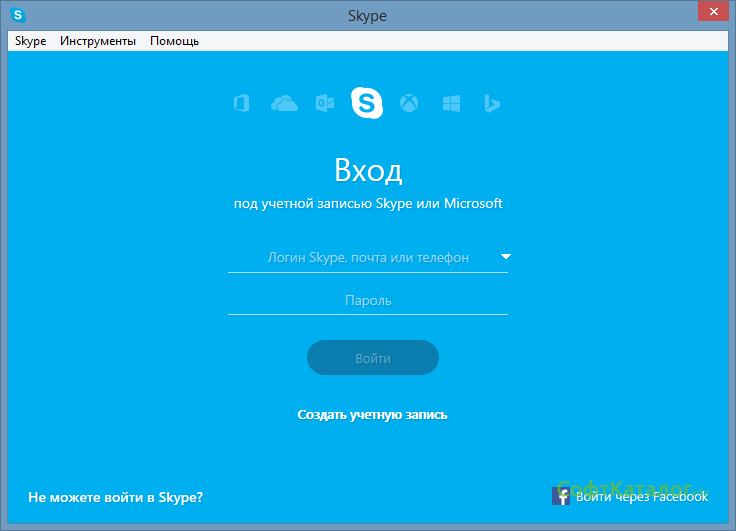 Skype
Skype Инструменты Помощь
Вход
под учетной записью Skype или Microsoft
Логин Skype, почта или телефон
Пароль
Войти
Создать учетную запись
Не можете войти в Skype?
Войти через Facebook
СофтКаталог